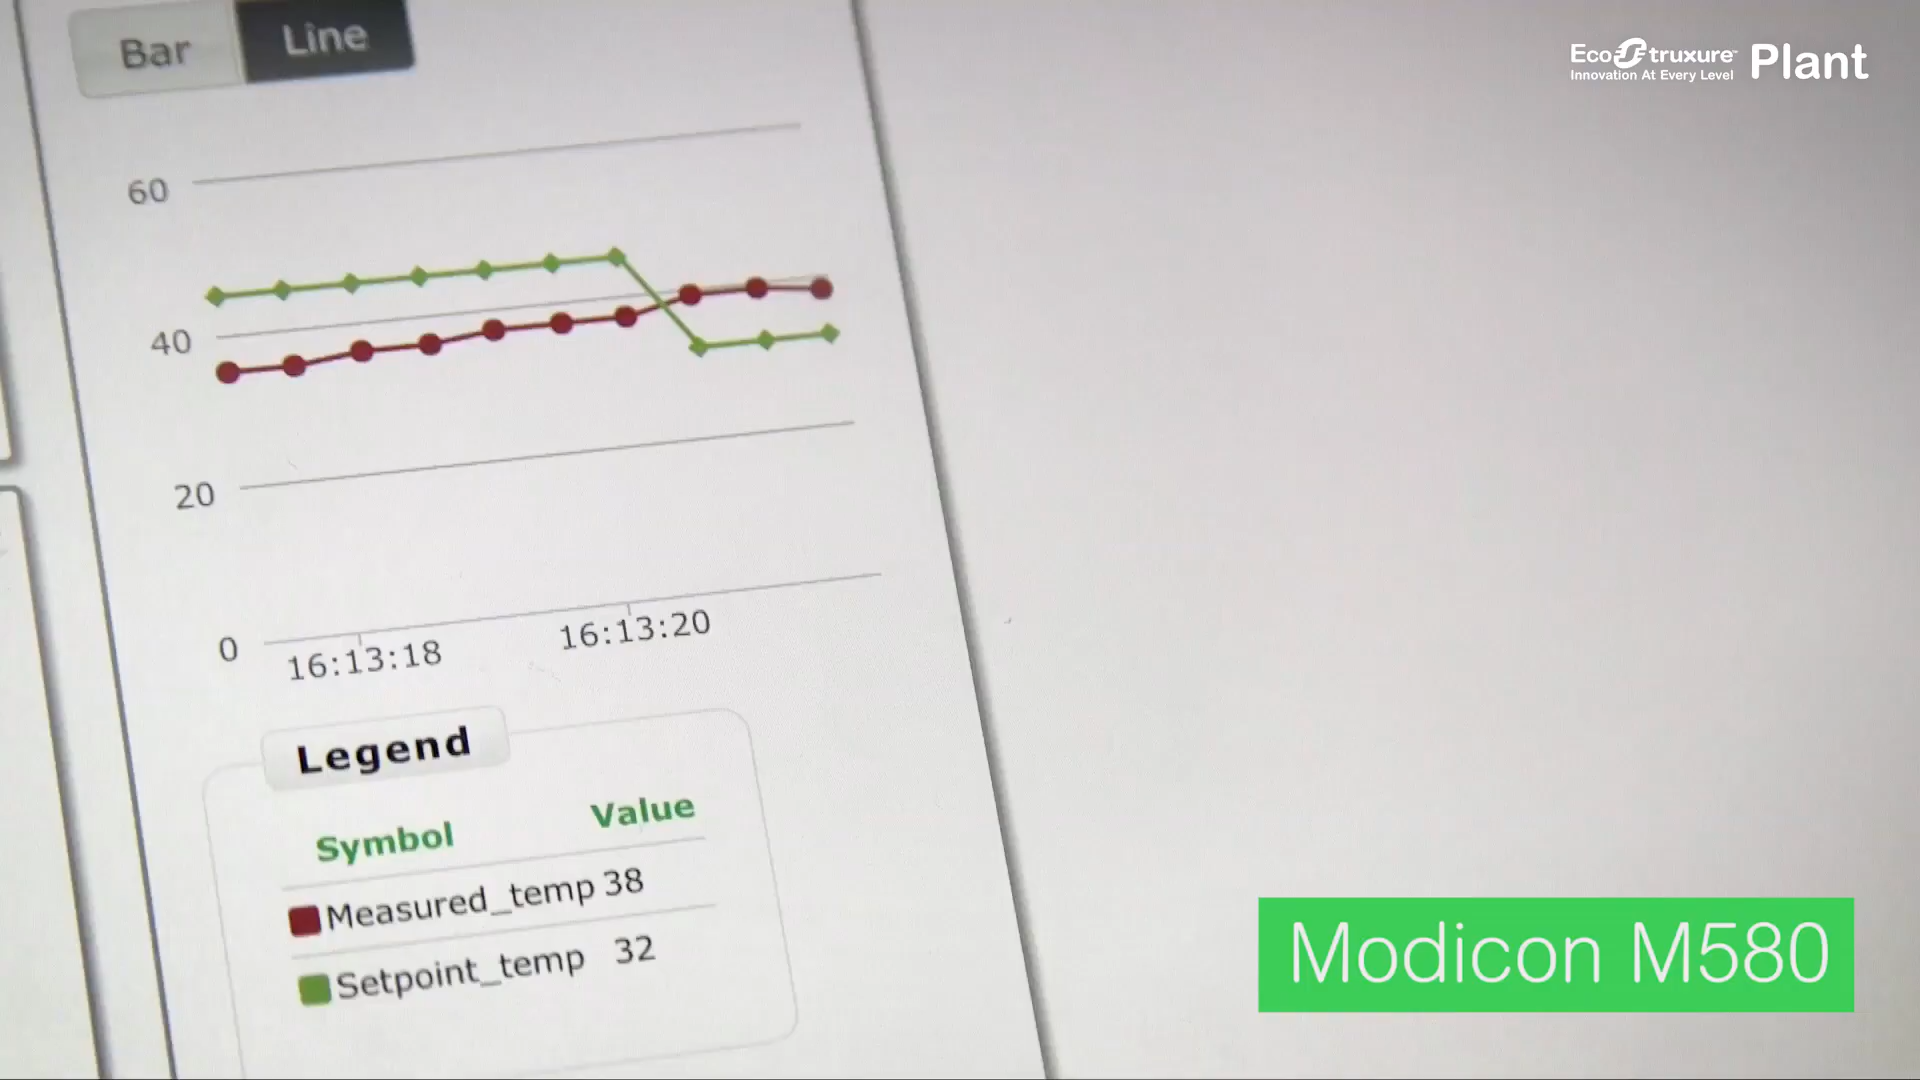 Bar Line
EcoStruxure™ Plant
Innovation At Every Level
60
40
20
0
16:13:18 16:13:20
Legend
Symbol Value
Measured_temp 38
Setpoint_temp 32
Modicon M580